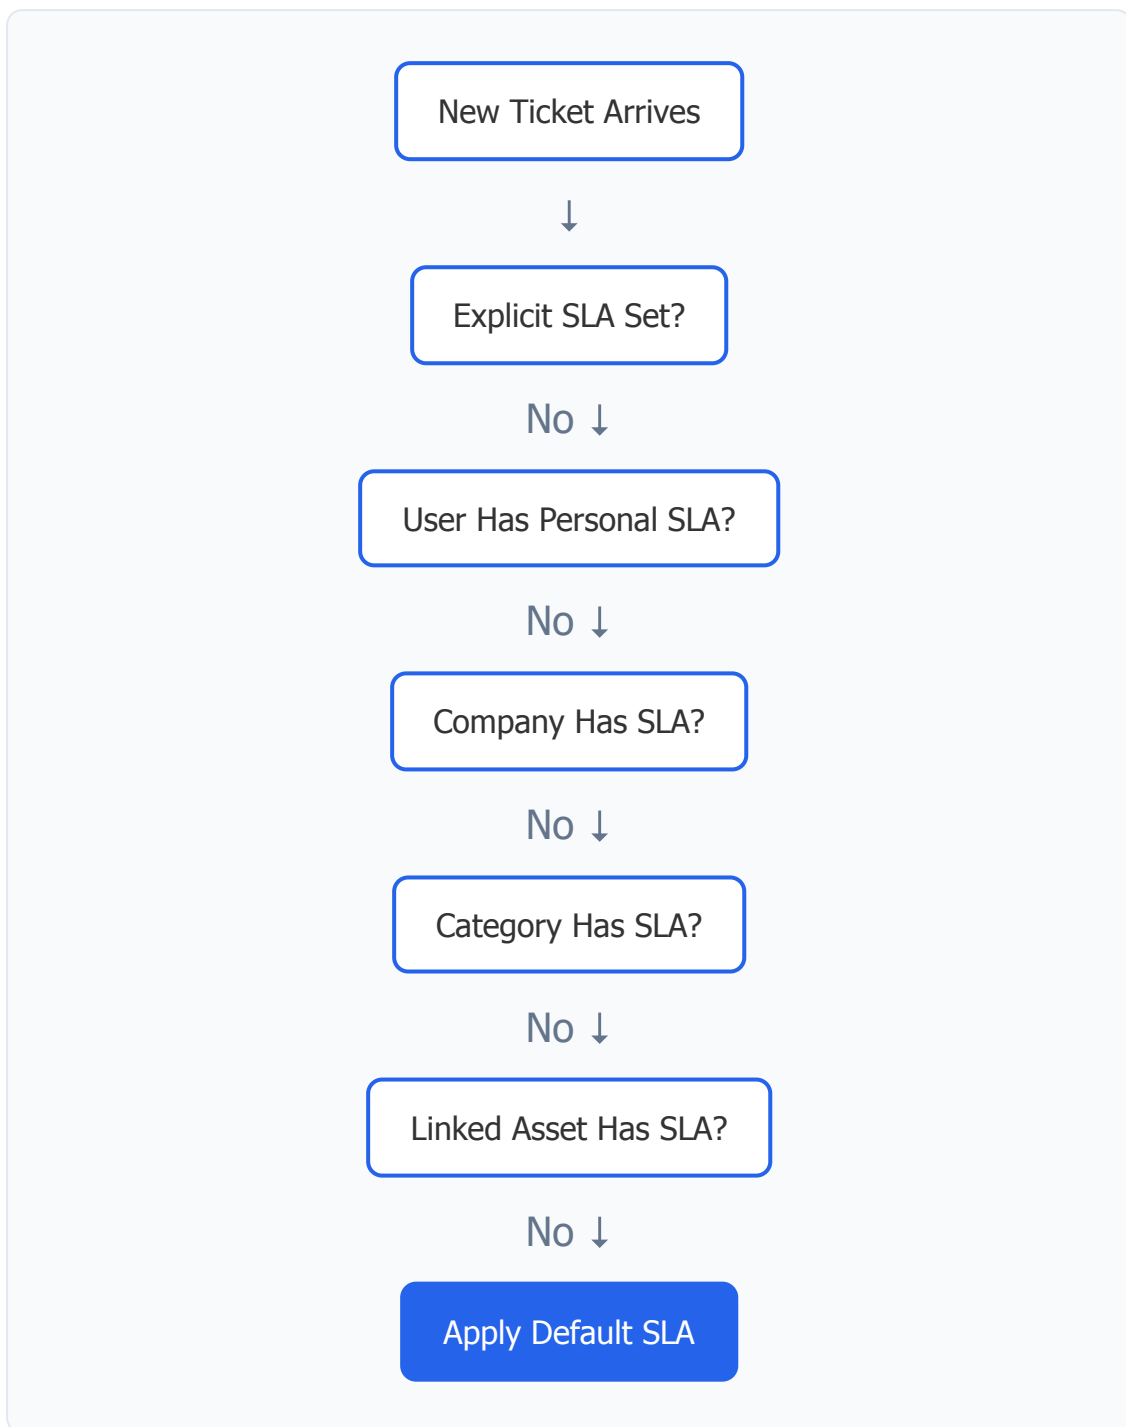 New Ticket Arrives
↓
Explicit SLA Set?
No ↓
User Has Personal SLA?
No ↓
Company Has SLA?
No ↓
Category Has SLA?
No ↓
Linked Asset Has SLA?
No ↓
Apply Default SLA